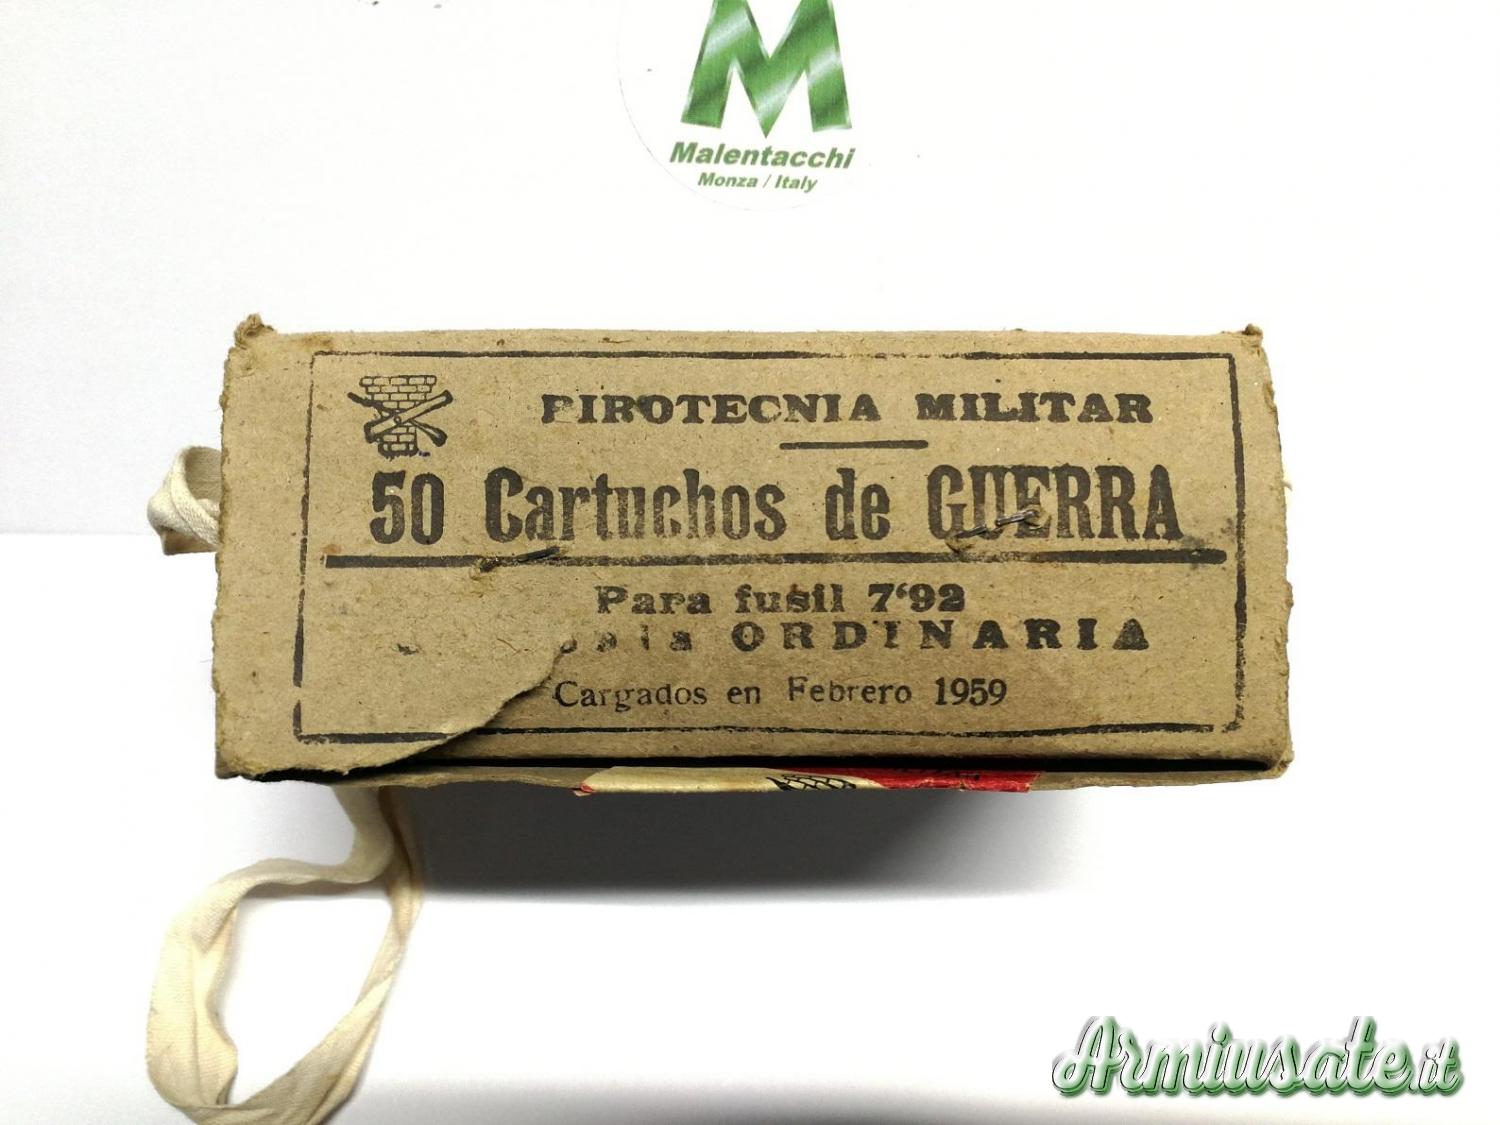 M
Malentacchi
Monza / Italy
PIROTECNIA MILITAR
50 Cartuchos de GUERRA
Para fusil 7'92
ORDINARIA
Cargados en Febrero 1959
Armiusate.it